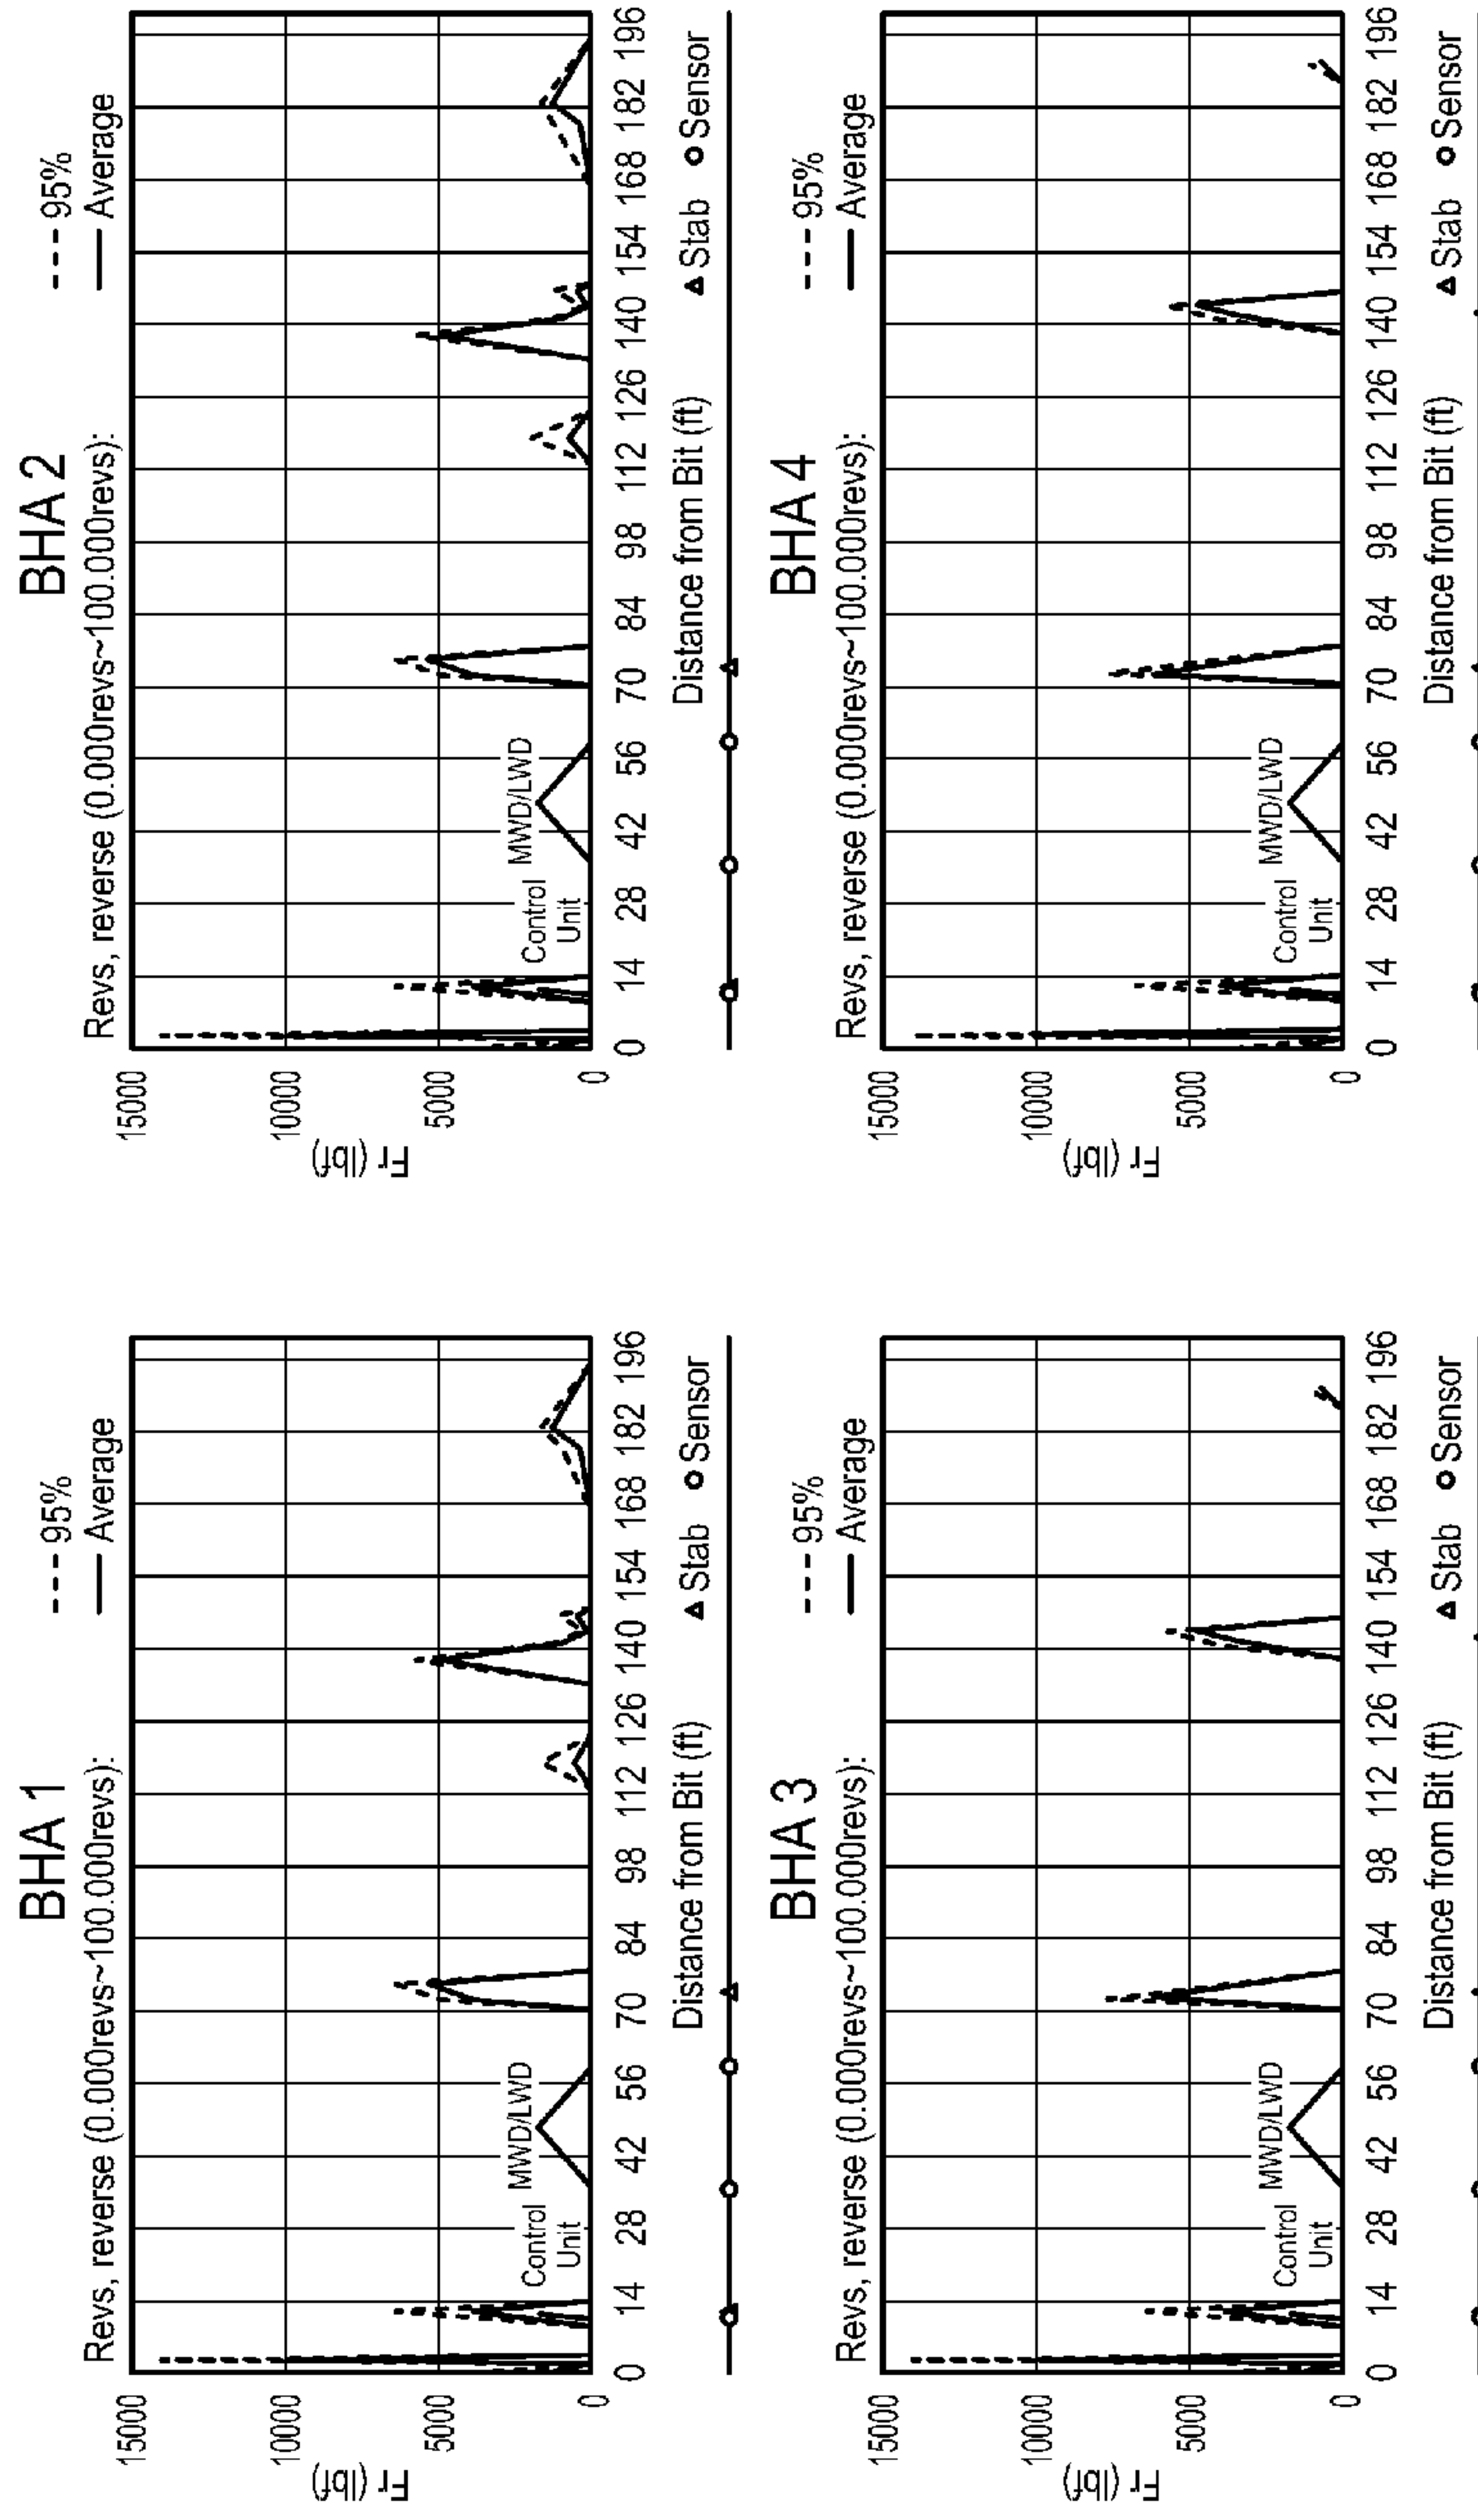 BHA 1
Revs, reverse (0.000revs~100.000revs):
95%
Average
Fr (lbf)
15000
10000
5000
0
Control
Unit
MWD/LWD
0 14 28 42 56 70 84 98 112 126 140 154 168 182 196
Distance from Bit (ft)
Stab
Sensor
BHA 2
Revs, reverse (0.000revs~100.000revs):
95%
Average
Fr (lbf)
15000
10000
5000
0
Control
Unit
MWD/LWD
0 14 28 42 56 70 84 98 112 126 140 154 168 182 196
Distance from Bit (ft)
Stab
Sensor
BHA 3
Revs, reverse (0.000revs~100.000revs):
95%
Average
Fr (lbf)
15000
10000
5000
0
Control
Unit
MWD/LWD
0 14 28 42 56 70 84 98 112 126 140 154 168 182 196
Distance from Bit (ft)
Stab
Sensor
BHA 4
Revs, reverse (0.000revs~100.000revs):
95%
Average
Fr (lbf)
15000
10000
5000
0
Control
Unit
MWD/LWD
0 14 28 42 56 70 84 98 112 126 140 154 168 182 196
Distance from Bit (ft)
Stab
Sensor